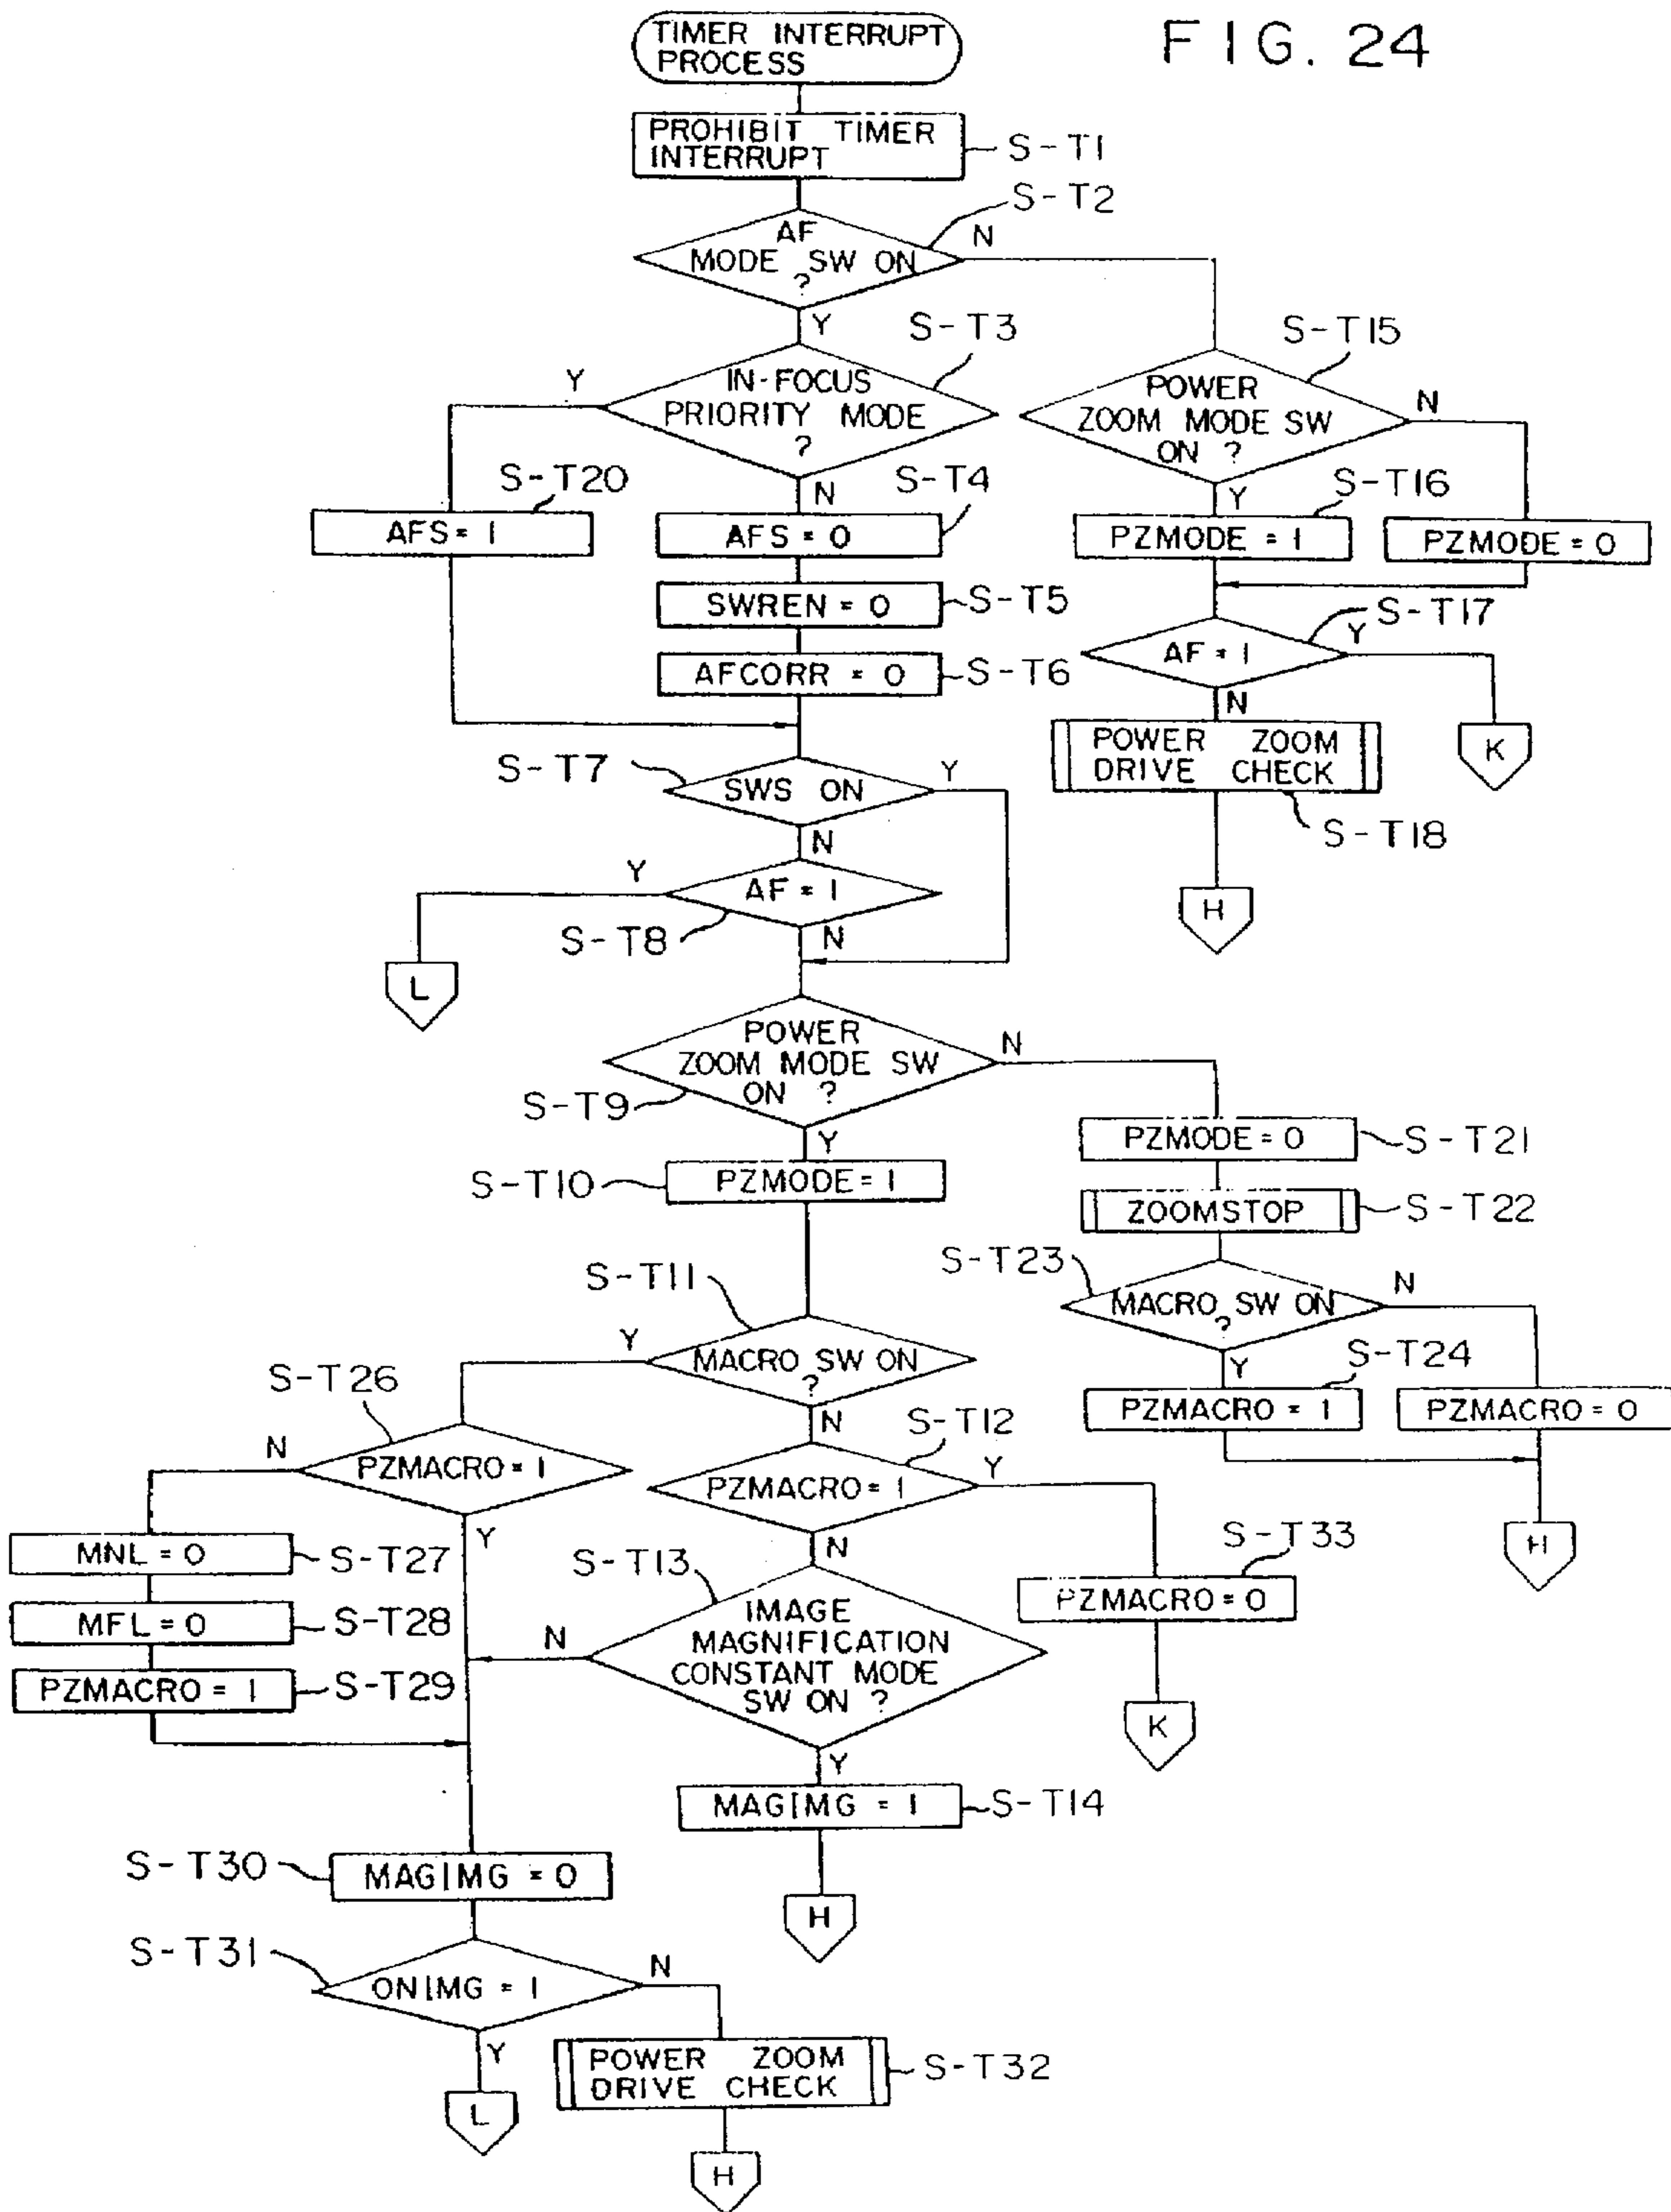 FIG. 24
TIMER INTERRUPT
PROCESS
PROHIBIT TIMER
INTERRUPT
S-T1
S-T2
AF
MODE SW ON
?
N
Y
S-T3
S-T15
Y
IN-FOCUS
PRIORITY MODE
?
POWER
ZOOM MODE SW
ON ?
N
S-T20
N
S-T4
Y
S-T16
AFS = 1
AFS = 0
PZMODE = 1
PZMODE = 0
SWREN = 0
S-T5
S-T17
AF = 1
Y
AFCORR = 0
S-T6
N
S-T7
SWS ON
Y
POWER ZOOM
DRIVE CHECK
K
N
S-T18
Y
AF = 1
S-T8
N
H
L
POWER
ZOOM MODE SW
ON ?
N
S-T9
Y
PZMODE = 0
S-T21
S-T10
PZMODE = 1
ZOOMSTOP
S-T22
S-T11
S-T23
MACRO SW ON
?
N
Y
MACRO SW ON
?
S-T24
Y
S-T26
N
S-T12
PZMACRO = 1
PZMACRO = 0
N
PZMACRO = 1
PZMACRO = 1
Y
Y
N
S-T33
H
MNL = 0
S-T27
S-T13
PZMACRO = 0
MFL = 0
S-T28
N
IMAGE
MAGNIFICATION
CONSTANT MODE
SW ON ?
PZMACRO = 1
S-T29
K
Y
MAGIMG = 1
S-T14
S-T30
MAGIMG = 0
H
S-T31
ONIMG = 1
N
Y
POWER ZOOM
DRIVE CHECK
S-T32
L
H